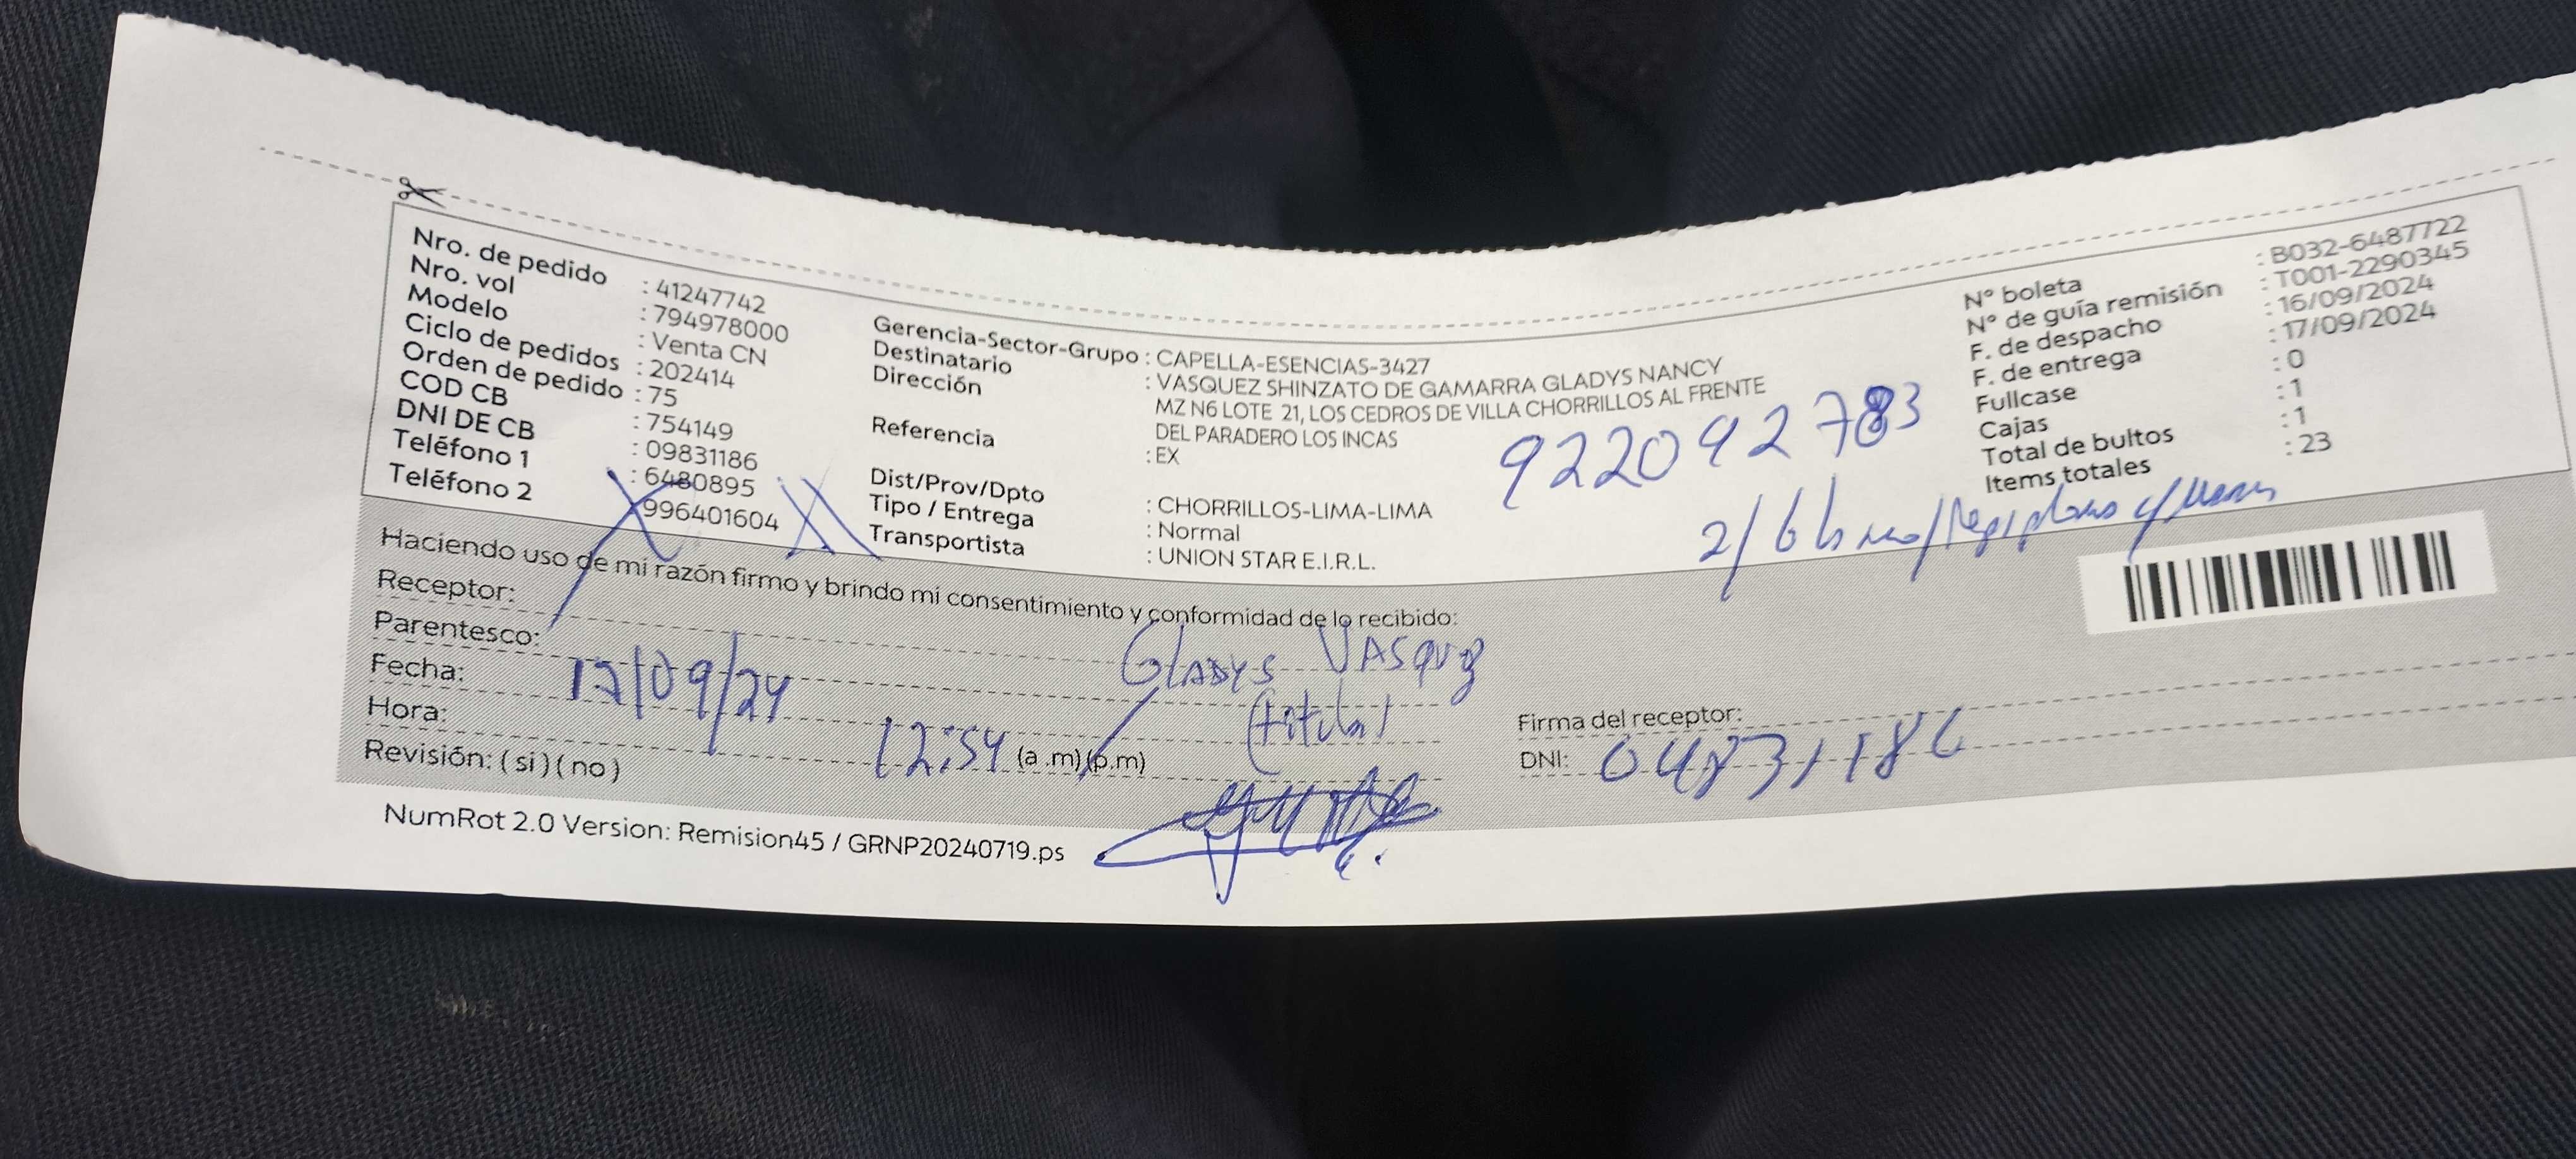 Nro. de pedido : 41247742
Nro. vol : 794978000
Modelo : Venta CN
Ciclo de pedidos : 202414
Orden de pedido : 75
COD CB : 754149
DNI DE CB : 09831186
Teléfono 1 : 6480895
Teléfono 2 996401604
Gerencia-Sector-Grupo : CAPELLA-ESENCIAS-3427
Destinatario : VASQUEZ SHINZATO DE GAMARRA GLADYS NANCY
Dirección MZ N6 LOTE 21, LOS CEDROS DE VILLA CHORRILLOS AL FRENTE
DEL PARADERO LOS INCAS
Referencia : EX
Dist/Prov/Dpto : CHORRILLOS-LIMA-LIMA
Tipo / Entrega : Normal
Transportista : UNION STAR E.I.R.L.
922092783
N° boleta : B032-6487722
N° de guía remisión : T001-2290345
F. de despacho : 16/09/2024
F. de entrega : 17/09/2024
Fullcase : 0
Cajas : 1
Total de bultos : 1
Items totales : 23
Haciendo uso de mi razón firmo y brindo mi consentimiento y conformidad de lo recibido:
Receptor: Gladys Vasquez
Parentesco: (titular)
Fecha: 17/09/24
Hora: 12:54 (a.m)(p.m)
Revisión: ( si ) ( no )
Firma del receptor:
DNI: 04831186
NumRot 2.0 Version: Remision45 / GRNP20240719.ps